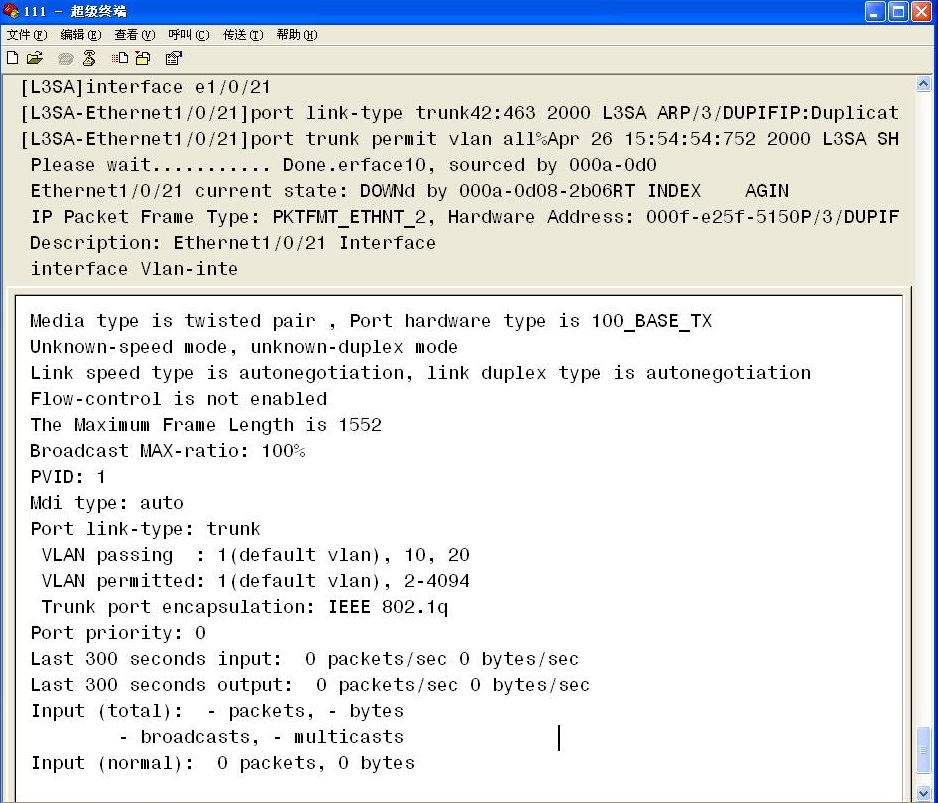 111 - 超级终端
文件(F) 编辑(E) 查看(V) 呼叫(C) 传送(T) 帮助(H)
[L3SA]interface e1/0/21
[L3SA-Ethernet1/0/21]port link-type trunk42:463 2000 L3SA ARP/3/DUPIFIP:Duplicat
[L3SA-Ethernet1/0/21]port trunk permit vlan all%Apr 26 15:54:54:752 2000 L3SA SH
Please wait........... Done.erface10, sourced by 000a-0d0
Ethernet1/0/21 current state: DOWNd by 000a-0d08-2b06RT INDEX    AGIN
IP Packet Frame Type: PKTFMT_ETHNT_2, Hardware Address: 000f-e25f-5150P/3/DUPIF
Description: Ethernet1/0/21 Interface
interface Vlan-inte
Media type is twisted pair , Port hardware type is 100_BASE_TX
Unknown-speed mode, unknown-duplex mode
Link speed type is autonegotiation, link duplex type is autonegotiation
Flow-control is not enabled
The Maximum Frame Length is 1552
Broadcast MAX-ratio: 100%
PVID: 1
Mdi type: auto
Port link-type: trunk
VLAN passing  : 1(default vlan), 10, 20
VLAN permitted: 1(default vlan), 2-4094
Trunk port encapsulation: IEEE 802.1q
Port priority: 0
Last 300 seconds input:  0 packets/sec 0 bytes/sec
Last 300 seconds output:  0 packets/sec 0 bytes/sec
Input (total):  - packets, - bytes
- broadcasts, - multicasts
Input (normal):  0 packets, 0 bytes